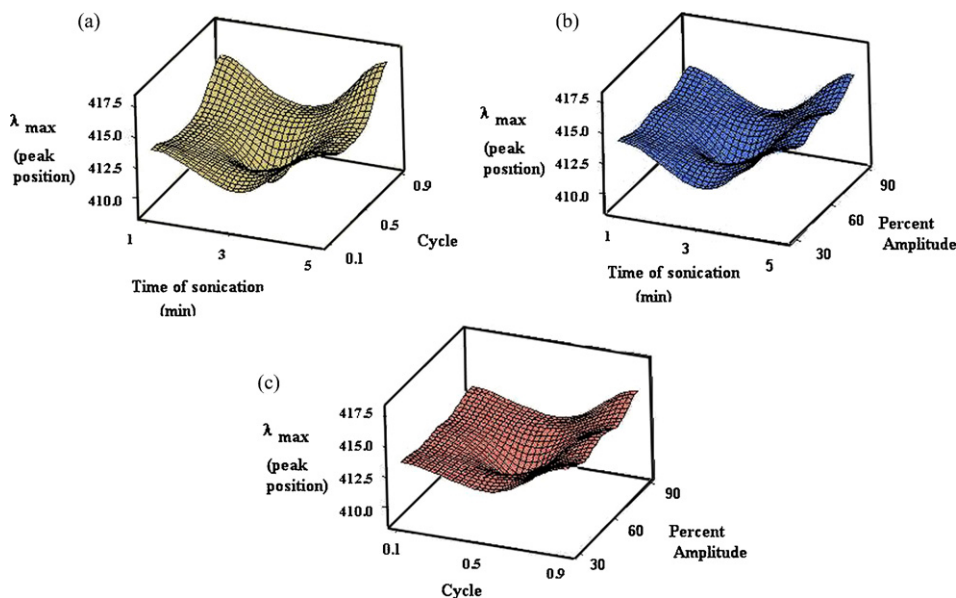 (a)
λ max
(peak
position)
417.5
415.0
412.5
410.0
1
3
5
Time of sonication
(min)
0.1
0.5
0.9
Cycle
(b)
λ max
(peak
position)
417.5
415.0
412.5
410.0
1
3
5
Time of sonication
(min)
30
60
90
Percent
Amplitude
(c)
λ max
(peak
position)
417.5
415.0
412.5
410.0
0.1
0.5
0.9
Cycle
30
60
90
Percent
Amplitude